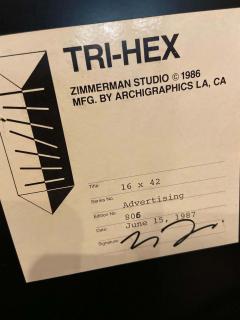 TRI-HEX
ZIMMERMAN STUDIO © 1986
MFG. BY ARCHIGRAPHICS LA, CA
Title: 16 x 42
Series No. Advertising
Edition No. 806
Date June 15, 1987
Signature